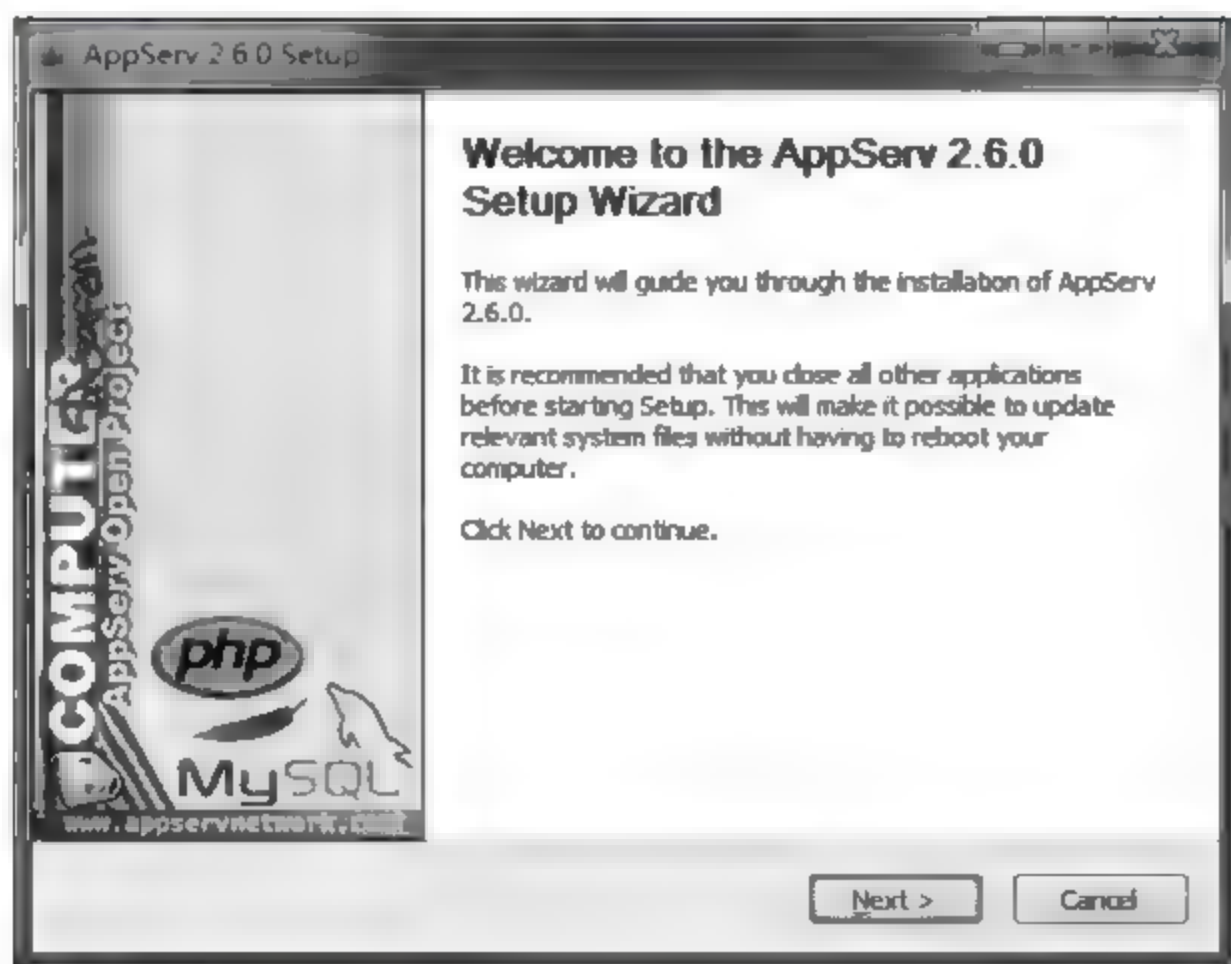 AppServ 2.6.0 Setup
Welcome to the AppServ 2.6.0
Setup Wizard
This wizard will guide you through the installation of AppServ
2.6.0.
It is recommended that you close all other applications
before starting Setup. This will make it possible to update
relevant system files without having to reboot your
computer.
Click Next to continue.
COMPUTER
AppServ Open Project
php
MySQL
www.appservnetwork.com
Next >
Cancel